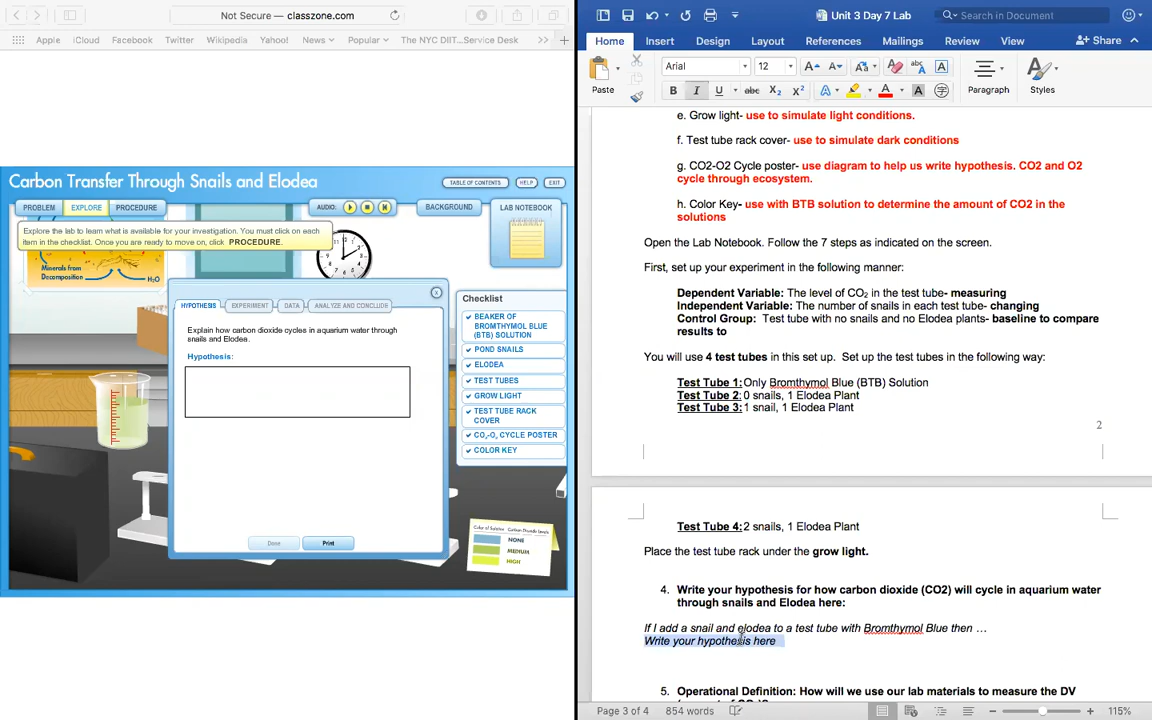 Not Secure — classzone.com
Apple iCloud Facebook Twitter Wikipedia Yahoo! News Popular The NYC DIIT...Service Desk
Carbon Transfer Through Snails and Elodea
TABLE OF CONTENTS HELP EXIT
PROBLEM EXPLORE PROCEDURE AUDIO: BACKGROUND LAB NOTEBOOK
Explore the lab to learn what is available for your investigation. You must click on each
item in the checklist. Once you are ready to move on, click PROCEDURE.
Minerals from
Decomposition
H₂O
HYPOTHESIS EXPERIMENT DATA ANALYZE AND CONCLUDE
Explain how carbon dioxide cycles in aquarium water through
snails and Elodea.
Hypothesis:
Done Print
Checklist
BEAKER OF
BROMTHYMOL BLUE
(BTB) SOLUTION
POND SNAILS
ELODEA
TEST TUBES
GROW LIGHT
TEST TUBE RACK
COVER
CO₂-O₂ CYCLE POSTER
COLOR KEY
Color of Solution Carbon Dioxide Levels
NONE
MEDIUM
HIGH
Unit 3 Day 7 Lab
Search in Document
Home Insert Design Layout References Mailings Review View Share
Paste
Arial 12
Paragraph Styles
e. Grow light- use to simulate light conditions.
f. Test tube rack cover- use to simulate dark conditions
g. CO2-O2 Cycle poster- use diagram to help us write hypothesis. CO2 and O2
cycle through ecosystem.
h. Color Key- use with BTB solution to determine the amount of CO2 in the
solutions
Open the Lab Notebook. Follow the 7 steps as indicated on the screen.
First, set up your experiment in the following manner:
Dependent Variable: The level of CO₂ in the test tube- measuring
Independent Variable: The number of snails in each test tube- changing
Control Group: Test tube with no snails and no Elodea plants- baseline to compare
results to
You will use 4 test tubes in this set up. Set up the test tubes in the following way:
Test Tube 1: Only Bromthymol Blue (BTB) Solution
Test Tube 2: 0 snails, 1 Elodea Plant
Test Tube 3: 1 snail, 1 Elodea Plant
2
Test Tube 4: 2 snails, 1 Elodea Plant
Place the test tube rack under the grow light.
4. Write your hypothesis for how carbon dioxide (CO2) will cycle in aquarium water
through snails and Elodea here:
If I add a snail and elodea to a test tube with Bromthymol Blue then …
Write your hypothesis here
5. Operational Definition: How will we use our lab materials to measure the DV
Page 3 of 4 854 words 115%